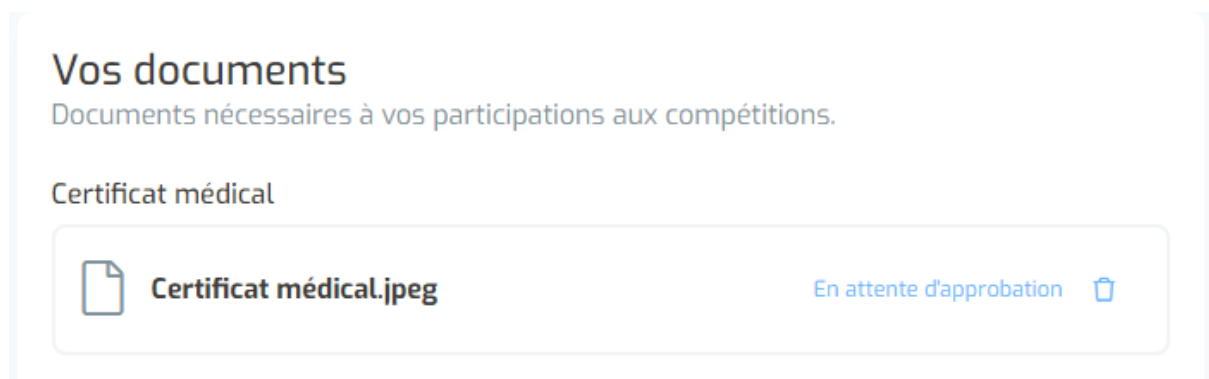 Vos documents
Documents nécessaires à vos participations aux compétitions.
Certificat médical
Certificat médical.jpeg En attente d'approbation